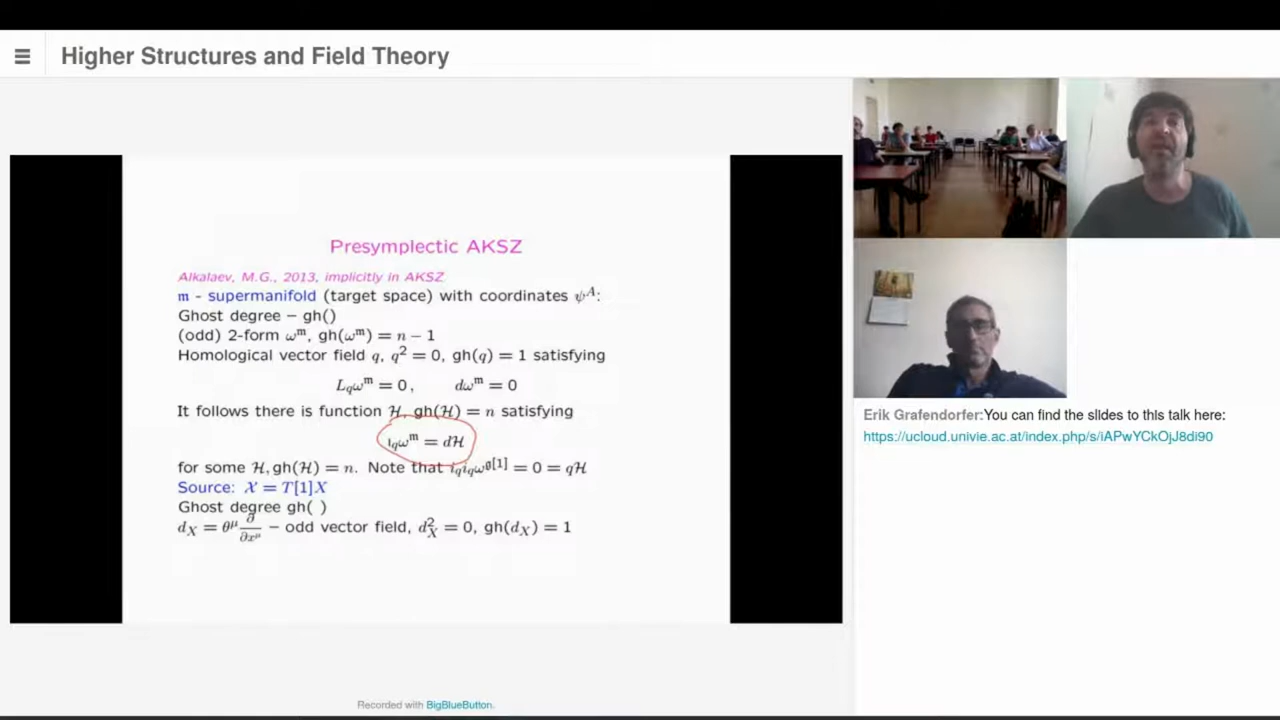 Higher Structures and Field Theory
Presymplectic AKSZ
Alkalaev, M.G., 2013, implicitly in AKSZ
𝔪 - supermanifold (target space) with coordinates ψ^A:
Ghost degree – gh()
(odd) 2-form ω^𝔪, gh(ω^𝔪) = n − 1
Homological vector field q, q² = 0, gh(q) = 1 satisfying
L_qω^𝔪 = 0, dω^𝔪 = 0
It follows there is function ℋ, gh(ℋ) = n satisfying
i_qω^𝔪 = dℋ
for some ℋ, gh(ℋ) = n. Note that i_q i_q ω^𝔤[1] = 0 = qℋ
Source: 𝒳 = T[1]X
Ghost degree gh( )
d_X = θ^μ ∂/∂x^μ – odd vector field, d_X² = 0, gh(d_X) = 1
Erik Grafendorfer:You can find the slides to this talk here:
https://ucloud.univie.ac.at/index.php/s/iAPwYCkOjJ8di90
Recorded with BigBlueButton.